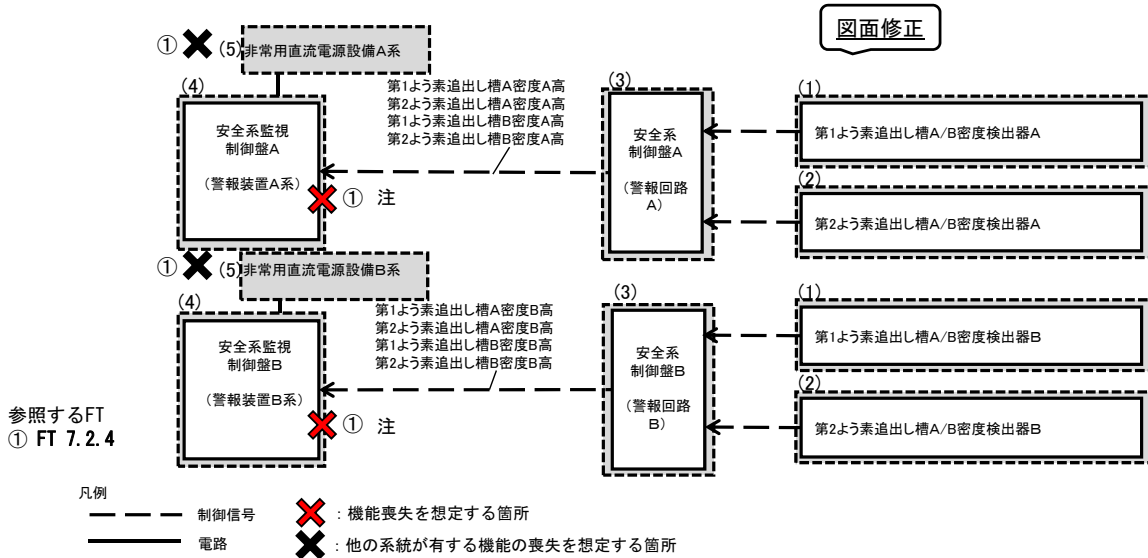 図面修正
① (5) 非常用直流電源設備A系
(4)
安全系監視
制御盤A
(警報装置A系)
① 注
第1よう素追出し槽A密度A高
第2よう素追出し槽A密度A高
第1よう素追出し槽B密度A高
第2よう素追出し槽B密度A高
(3)
安全系
制御盤A
(警報回路
A)
(1)
第1よう素追出し槽A/B密度検出器A
(2)
第2よう素追出し槽A/B密度検出器A
① (5) 非常用直流電源設備B系
(4)
安全系監視
制御盤B
(警報装置B系)
① 注
第1よう素追出し槽A密度B高
第2よう素追出し槽A密度B高
第1よう素追出し槽B密度B高
第2よう素追出し槽B密度B高
(3)
安全系
制御盤B
(警報回路
B)
(1)
第1よう素追出し槽A/B密度検出器B
(2)
第2よう素追出し槽A/B密度検出器B
参照するFT
① FT 7.2.4
凡例
制御信号
電路
：機能喪失を想定する箇所
：他の系統が有する機能の喪失を想定する箇所